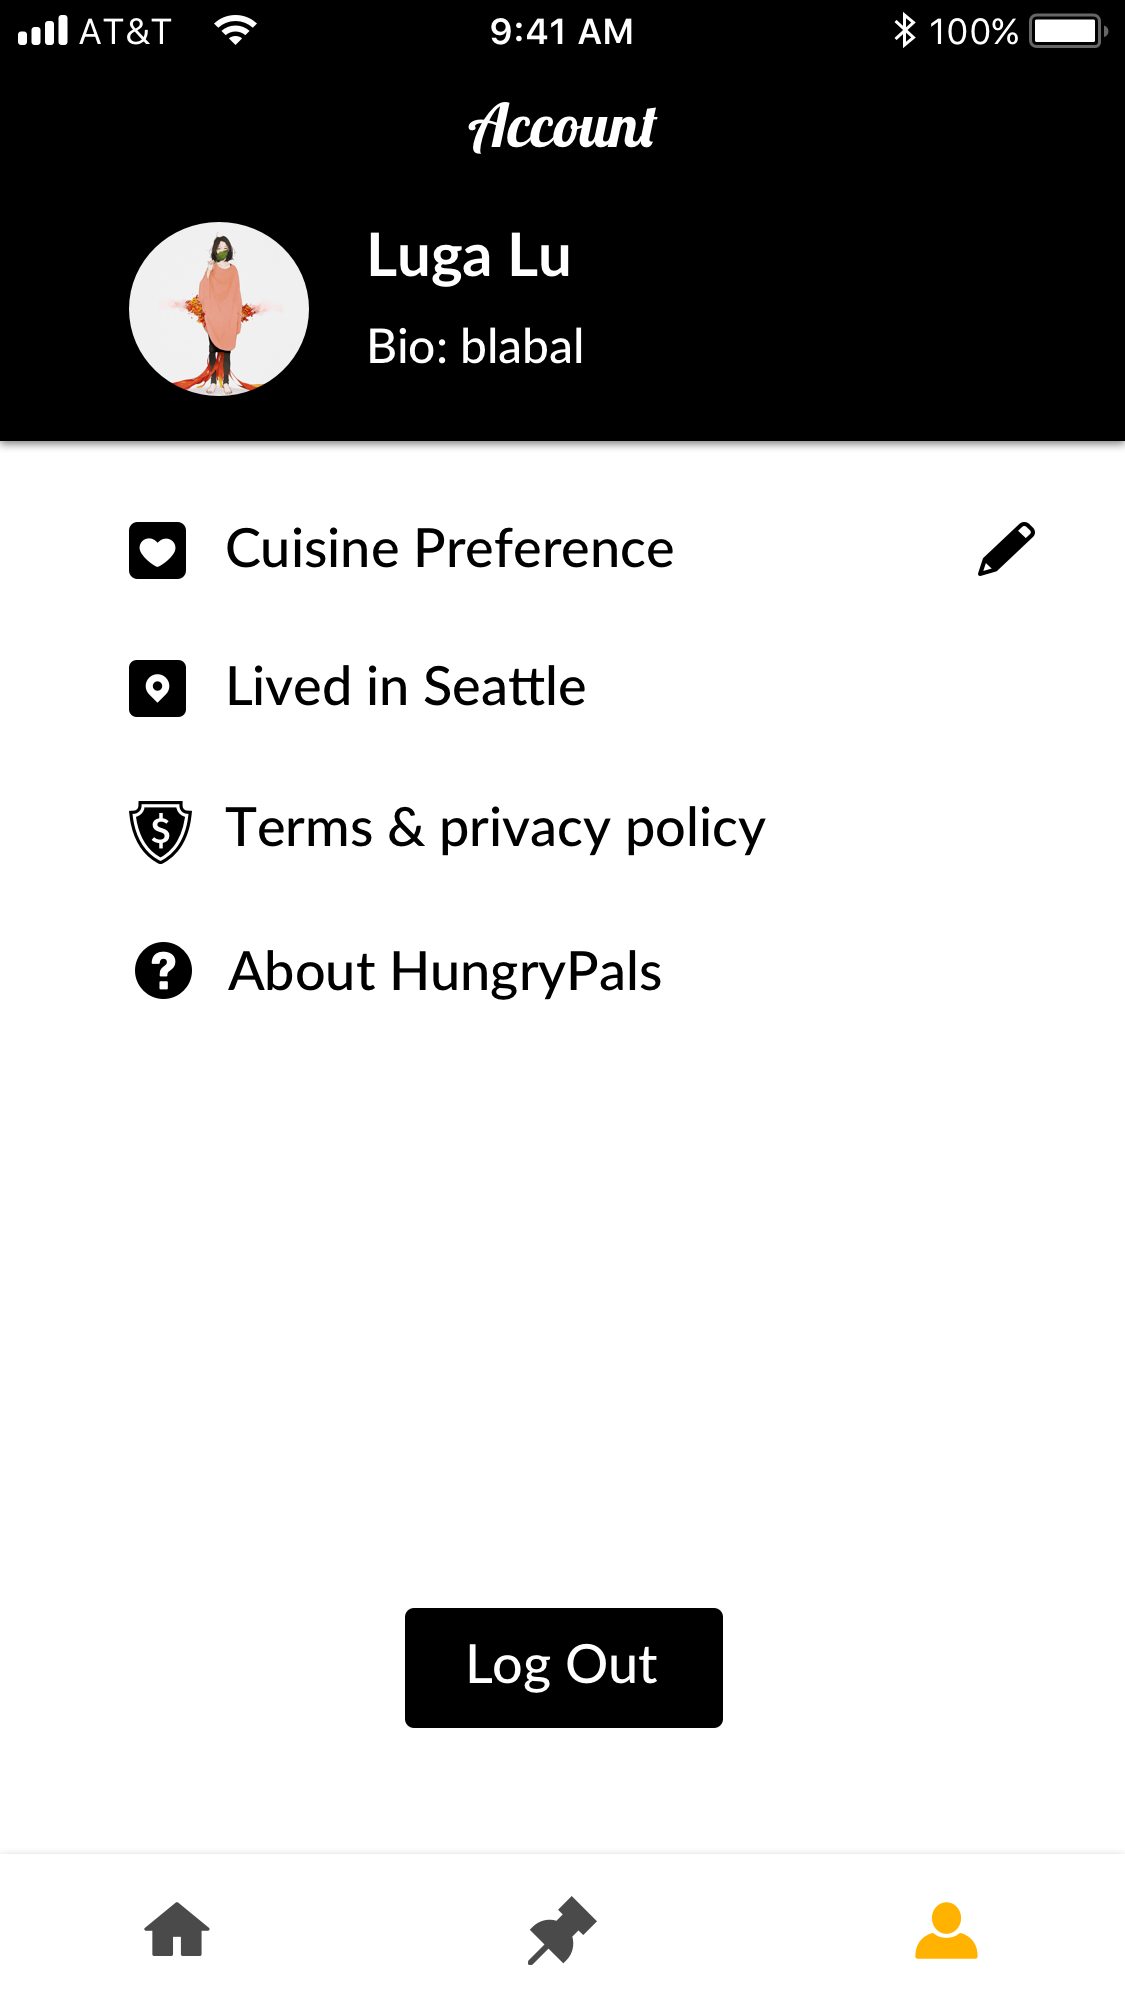 AT&T 9:41 AM 100%
Account
Luga Lu
Bio: blabal
Cuisine Preference
Lived in Seattle
$ Terms & privacy policy
? About HungryPals
Log Out